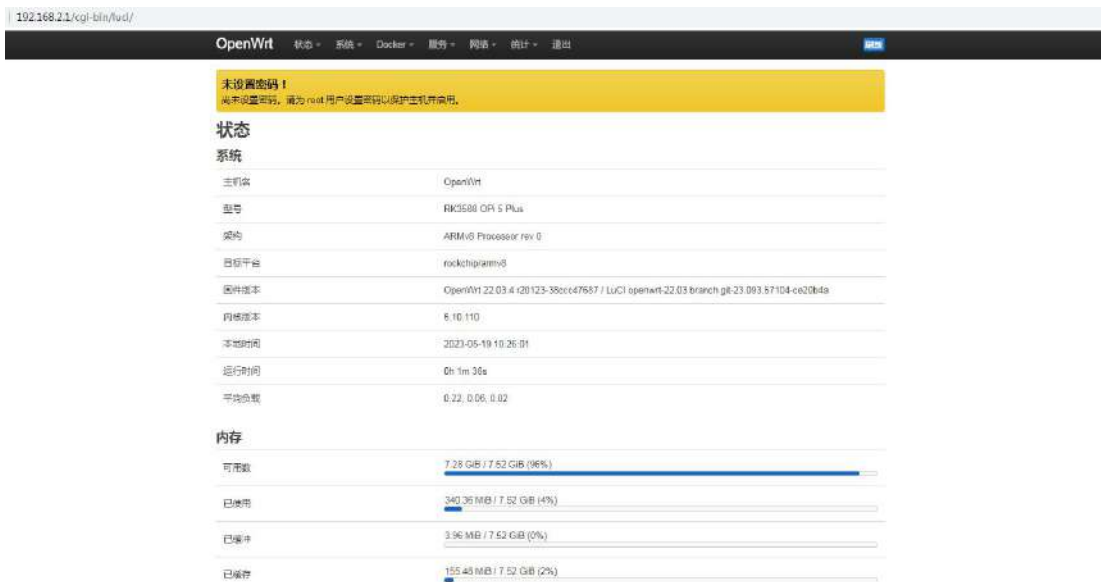 192.168.2.1/cgi-bin/luci/
OpenWrt 状态 系统 Docker 服务 网络 统计 退出 刷新
未设置密码！
尚未设置密码。请为 root 用户设置密码以保护主机并启用。
状态
系统
主机名 OpenWrt
型号 RK3588 OPi 5 Plus
架构 ARMv8 Processor rev 0
目标平台 rockchip/armv8
固件版本 OpenWrt 22.03.4 r20123-38ccc47687 / LuCI openwrt-22.03 branch git-23.093.57104-ce20b4a
内核版本 5.10.110
本地时间 2023-05-19 10:26:01
运行时间 0h 1m 36s
平均负载 0.22, 0.06, 0.02
内存
可用数 7.28 GiB / 7.52 GiB (96%)
已使用 340.36 MiB / 7.52 GiB (4%)
已缓冲 3.96 MiB / 7.52 GiB (0%)
已缓存 155.48 MiB / 7.52 GiB (2%)